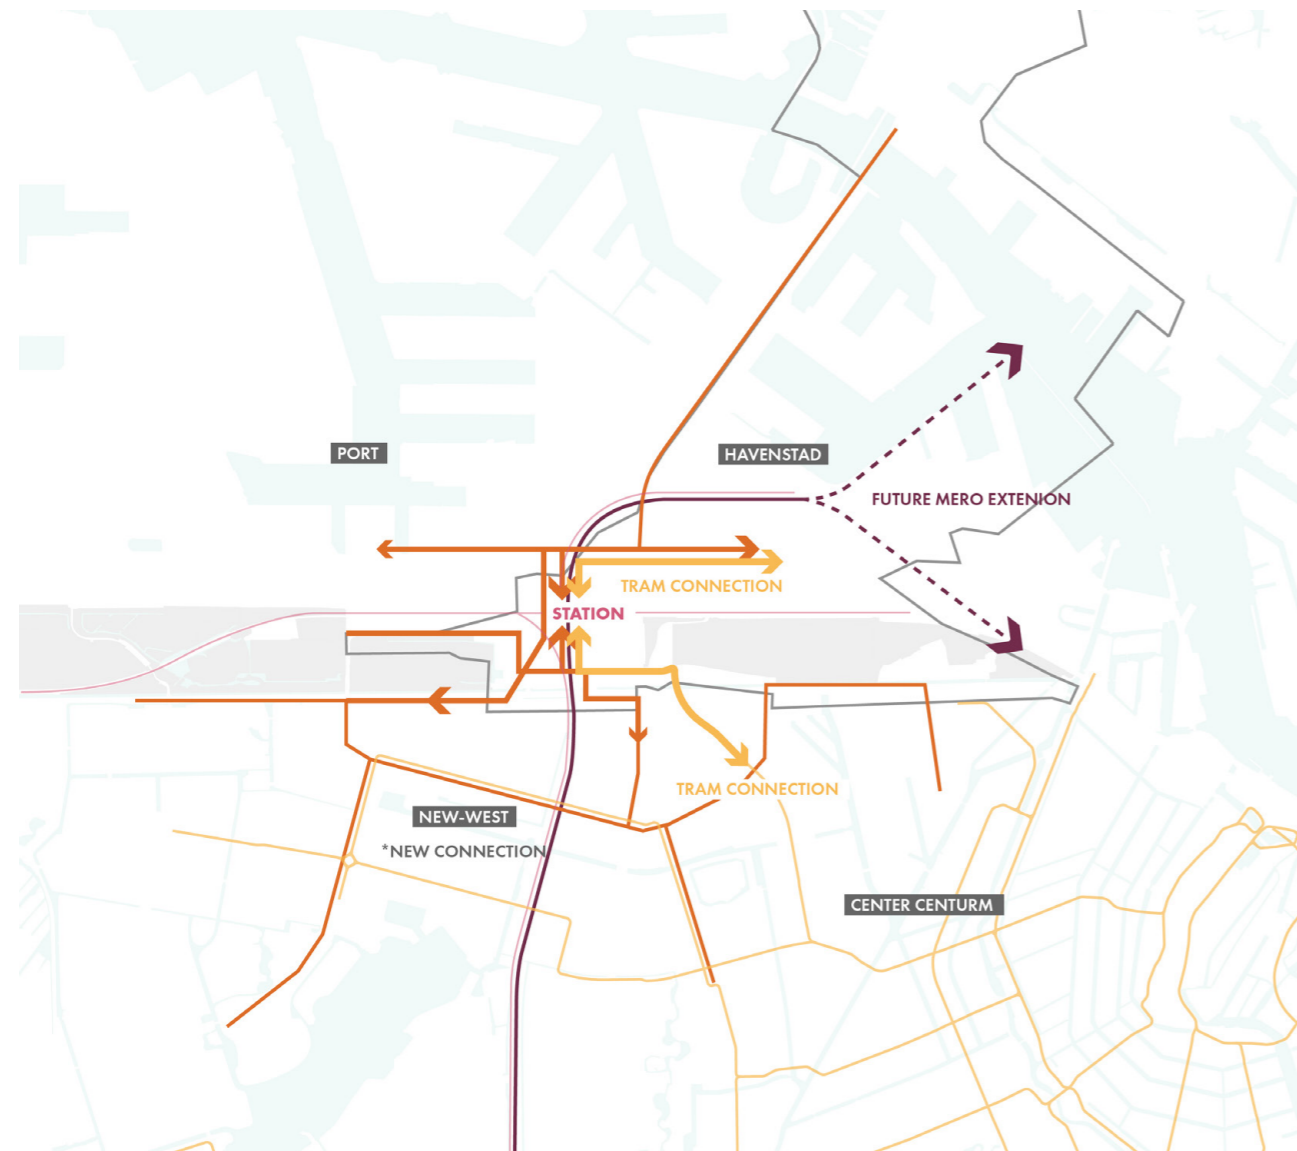 PORT
HAVENSTAD
FUTURE MERO EXTENION
TRAM CONNECTION
STATION
TRAM CONNECTION
NEW-WEST
*NEW CONNECTION
CENTER CENTURM